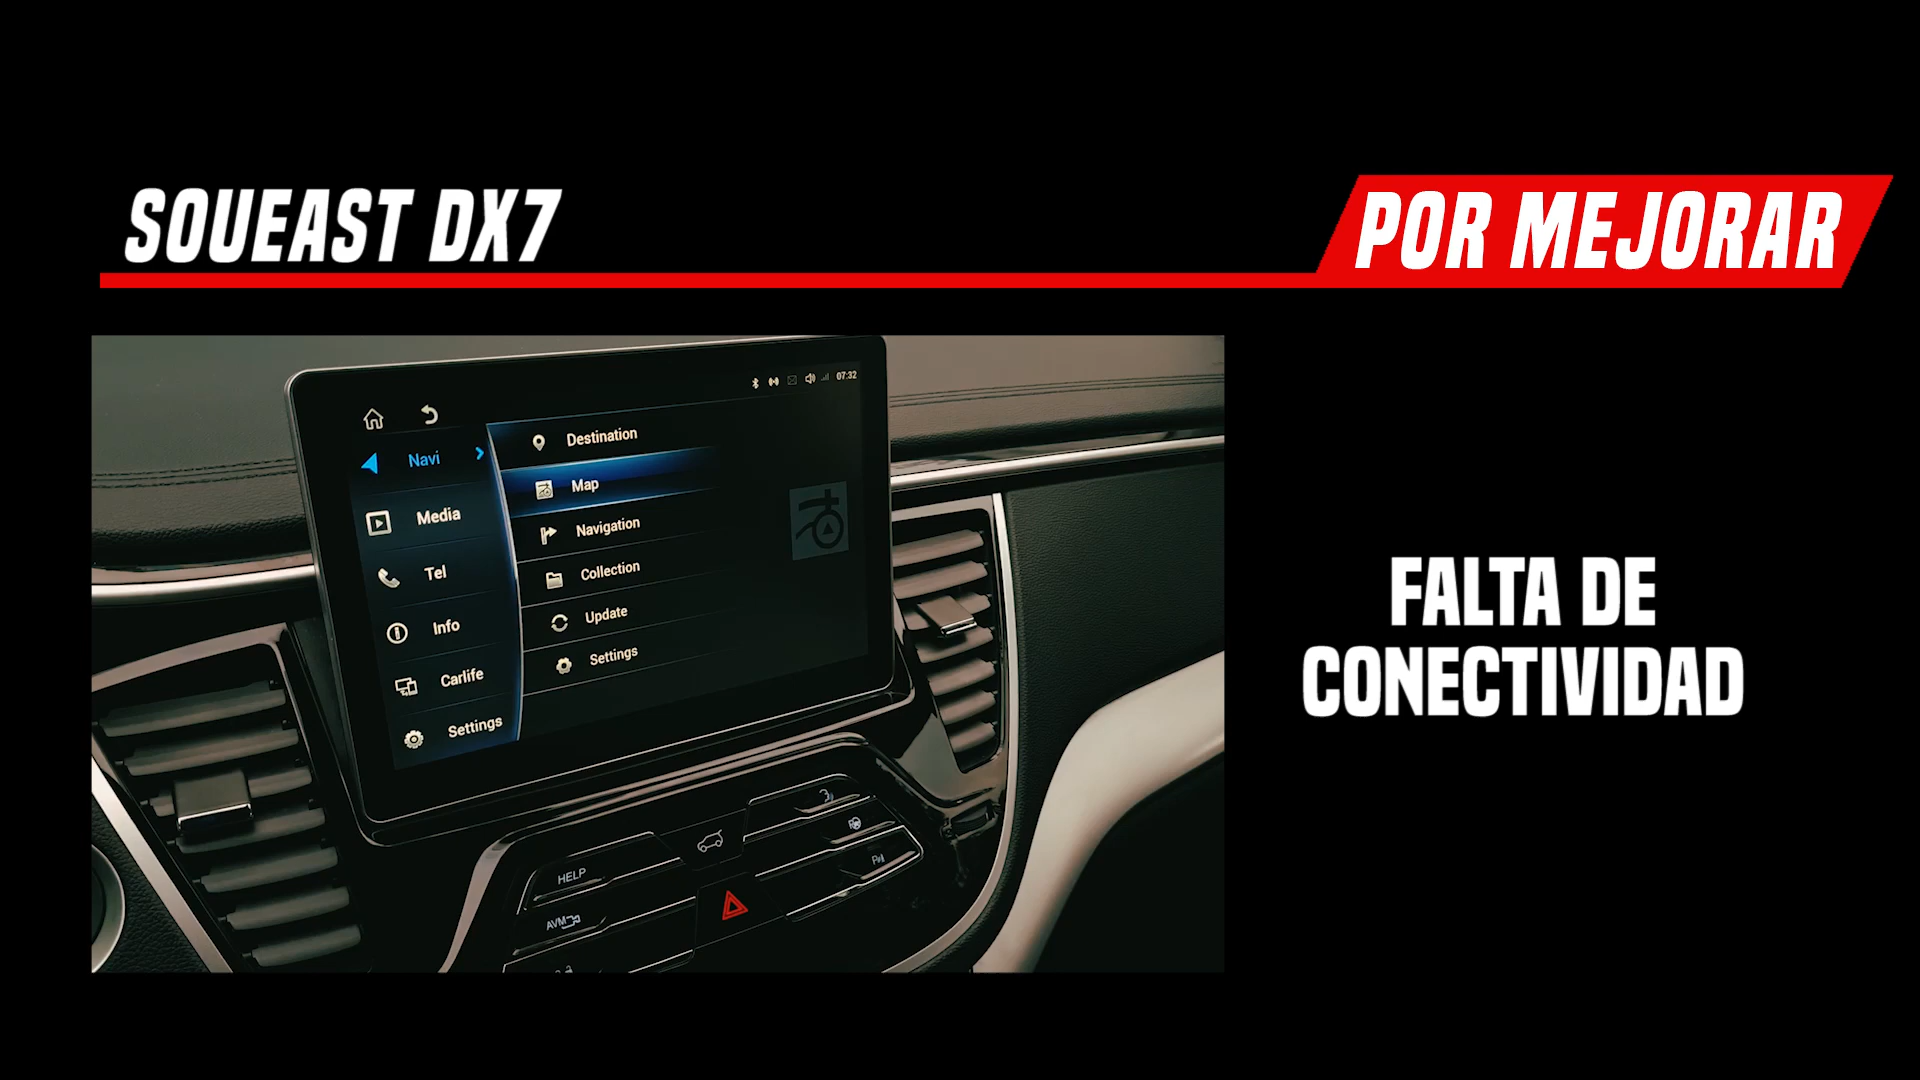 SOUEAST DX7
POR MEJORAR
07:32
Navi
Media
Tel
Info
Carlife
Settings
Destination
Map
Navigation
Collection
Update
Settings
HELP
AVM
FALTA DE
CONECTIVIDAD